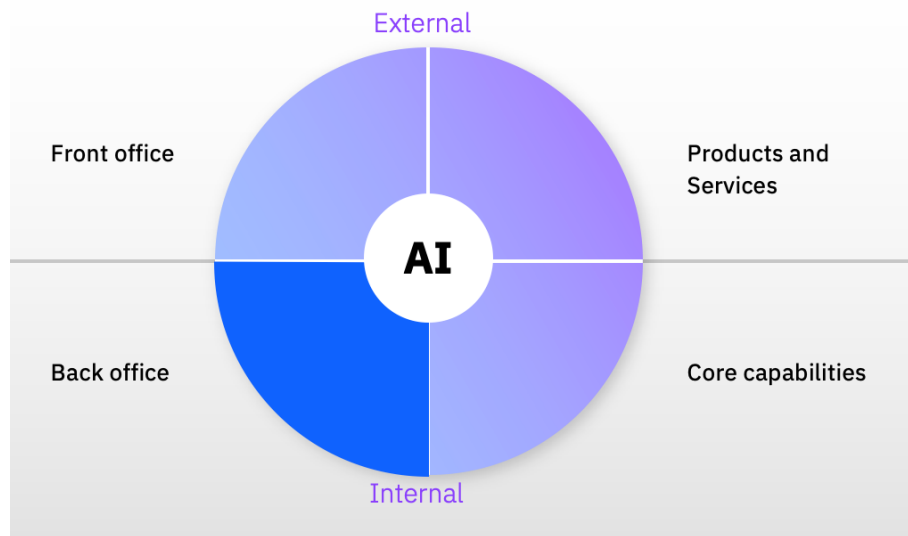 External
Front office
Products and
Services
AI
Back office
Core capabilities
Internal